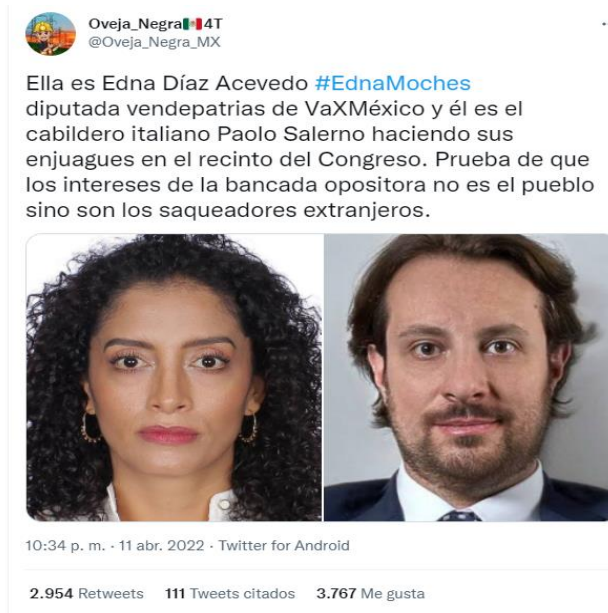 Oveja_Negra🇲🇽4T
@Oveja_Negra_MX
Ella es Edna Díaz Acevedo #EdnaMoches
diputada vendepatrias de VaXMéxico y él es el
cabildero italiano Paolo Salerno haciendo sus
enjuagues en el recinto del Congreso. Prueba de que
los intereses de la bancada opositora no es el pueblo
sino son los saqueadores extranjeros.
10:34 p. m. · 11 abr. 2022 · Twitter for Android
2.954 Retweets 111 Tweets citados 3.767 Me gusta